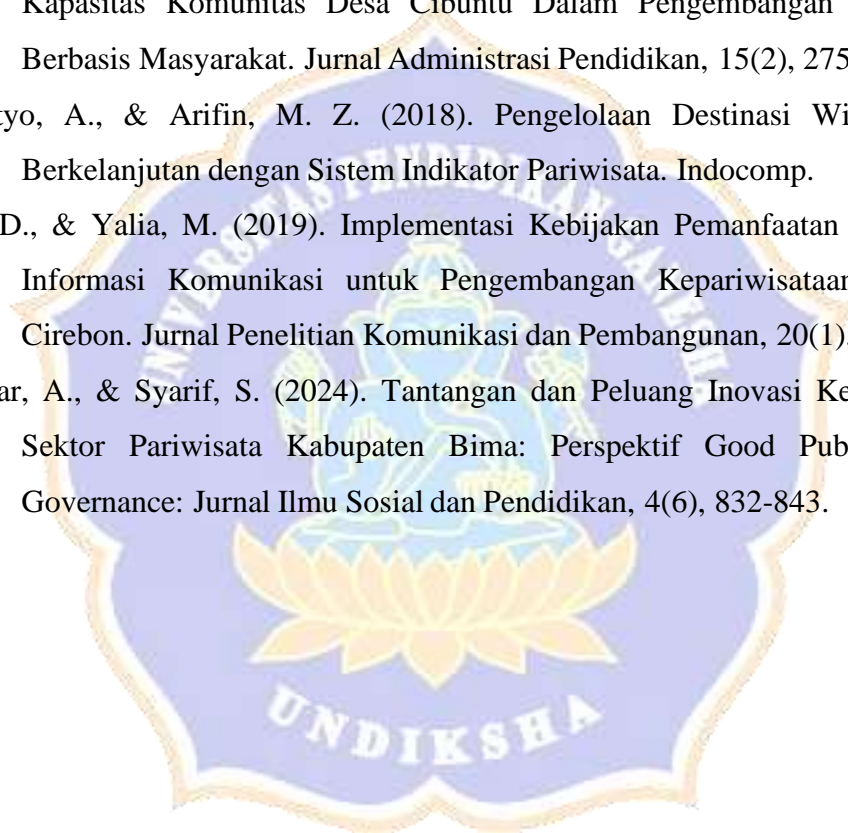 Kapasitas Komunitas Desa Cibuntu Dalam Pengembangan
Berbasis Masyarakat. Jurnal Administrasi Pendidikan, 15(2), 275
tyo, A., & Arifin, M. Z. (2018). Pengelolaan Destinasi Wi
Berkelanjutan dengan Sistem Indikator Pariwisata. Indocomp.
D., & Yalia, M. (2019). Implementasi Kebijakan Pemanfaatan
Informasi Komunikasi untuk Pengembangan Kepariwisataan
Cirebon. Jurnal Penelitian Komunikasi dan Pembangunan, 20(1).
ar, A., & Syarif, S. (2024). Tantangan dan Peluang Inovasi Ke
Sektor Pariwisata Kabupaten Bima: Perspektif Good Pub
Governance: Jurnal Ilmu Sosial dan Pendidikan, 4(6), 832-843.
UNIVERSITAS PENDIDIKAN GANESHA
UNDIKSHA